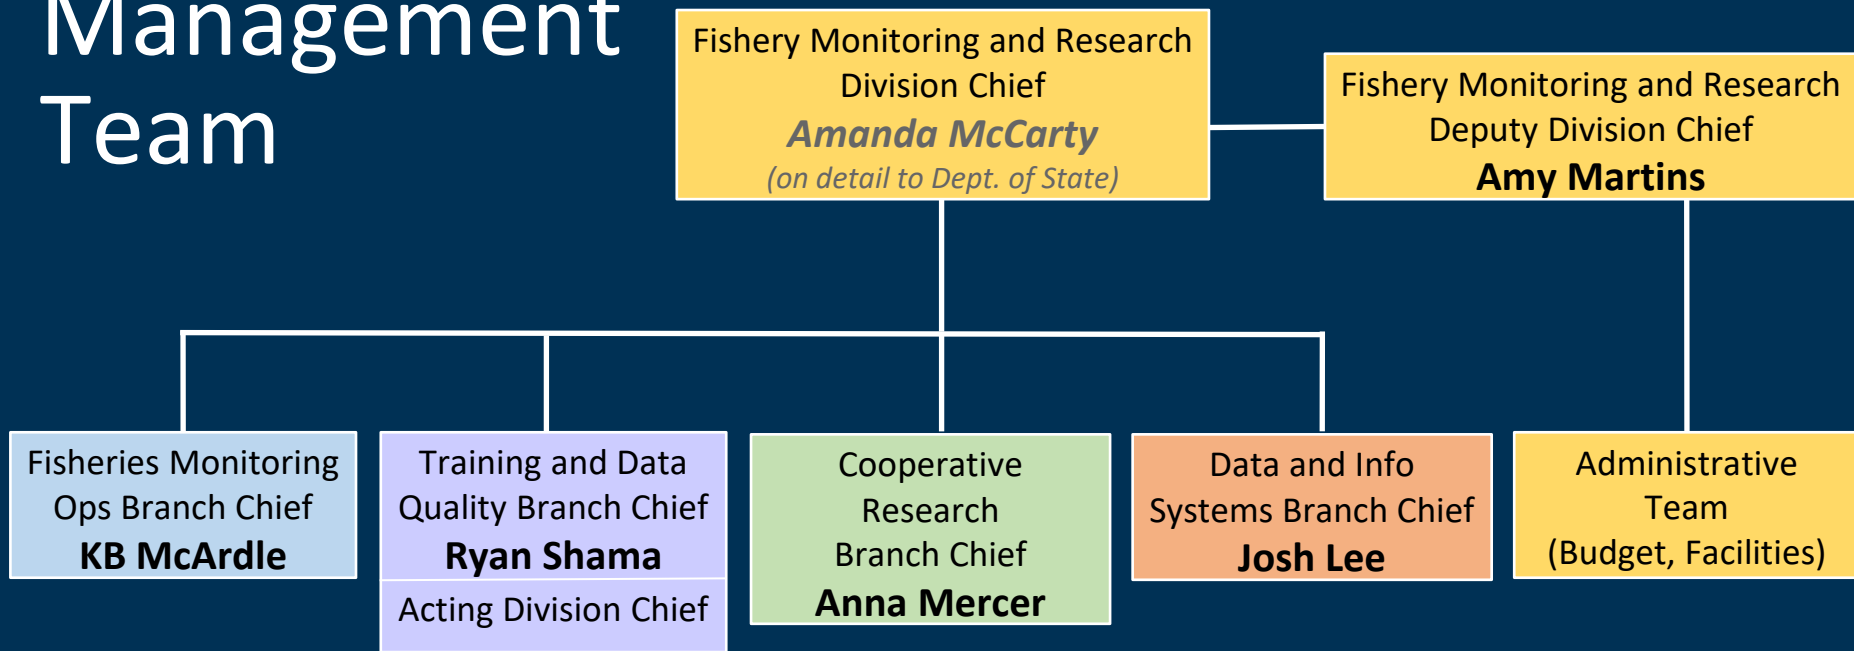 Management
Team
Fishery Monitoring and Research
Division Chief
Amanda McCarty
(on detail to Dept. of State)
Fishery Monitoring and Research
Deputy Division Chief
Amy Martins
Fisheries Monitoring
Ops Branch Chief
KB McArdle
Training and Data
Quality Branch Chief
Ryan Shama
Acting Division Chief
Cooperative
Research
Branch Chief
Anna Mercer
Data and Info
Systems Branch Chief
Josh Lee
Administrative
Team
(Budget, Facilities)